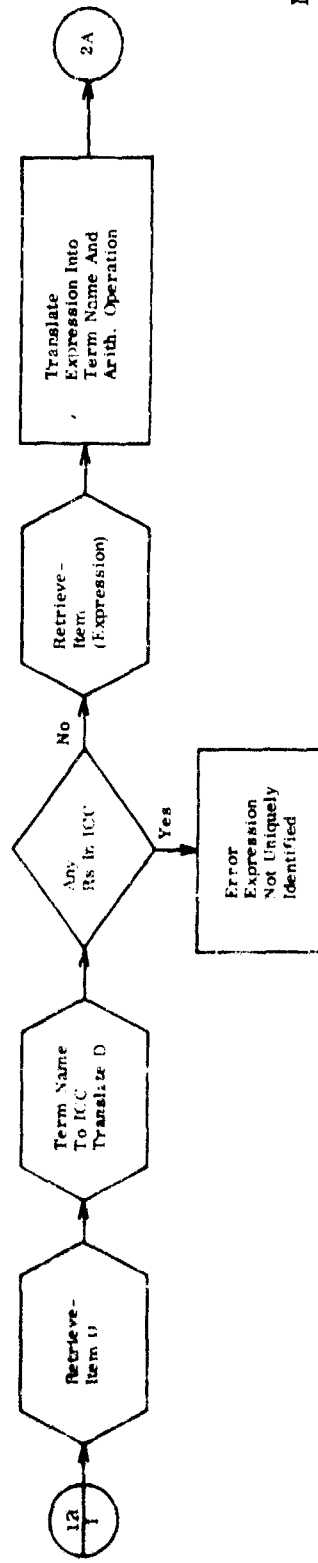 Retrieve-
Item D
Term Name
To ICC
Translate D
Any
Rs In ICC
No
Yes
Error
Expression
Not Uniquely
Identified
Retrieve-
Item
(Expression)
Translate
Expression Into
Term Name And
Arith. Operation
2A